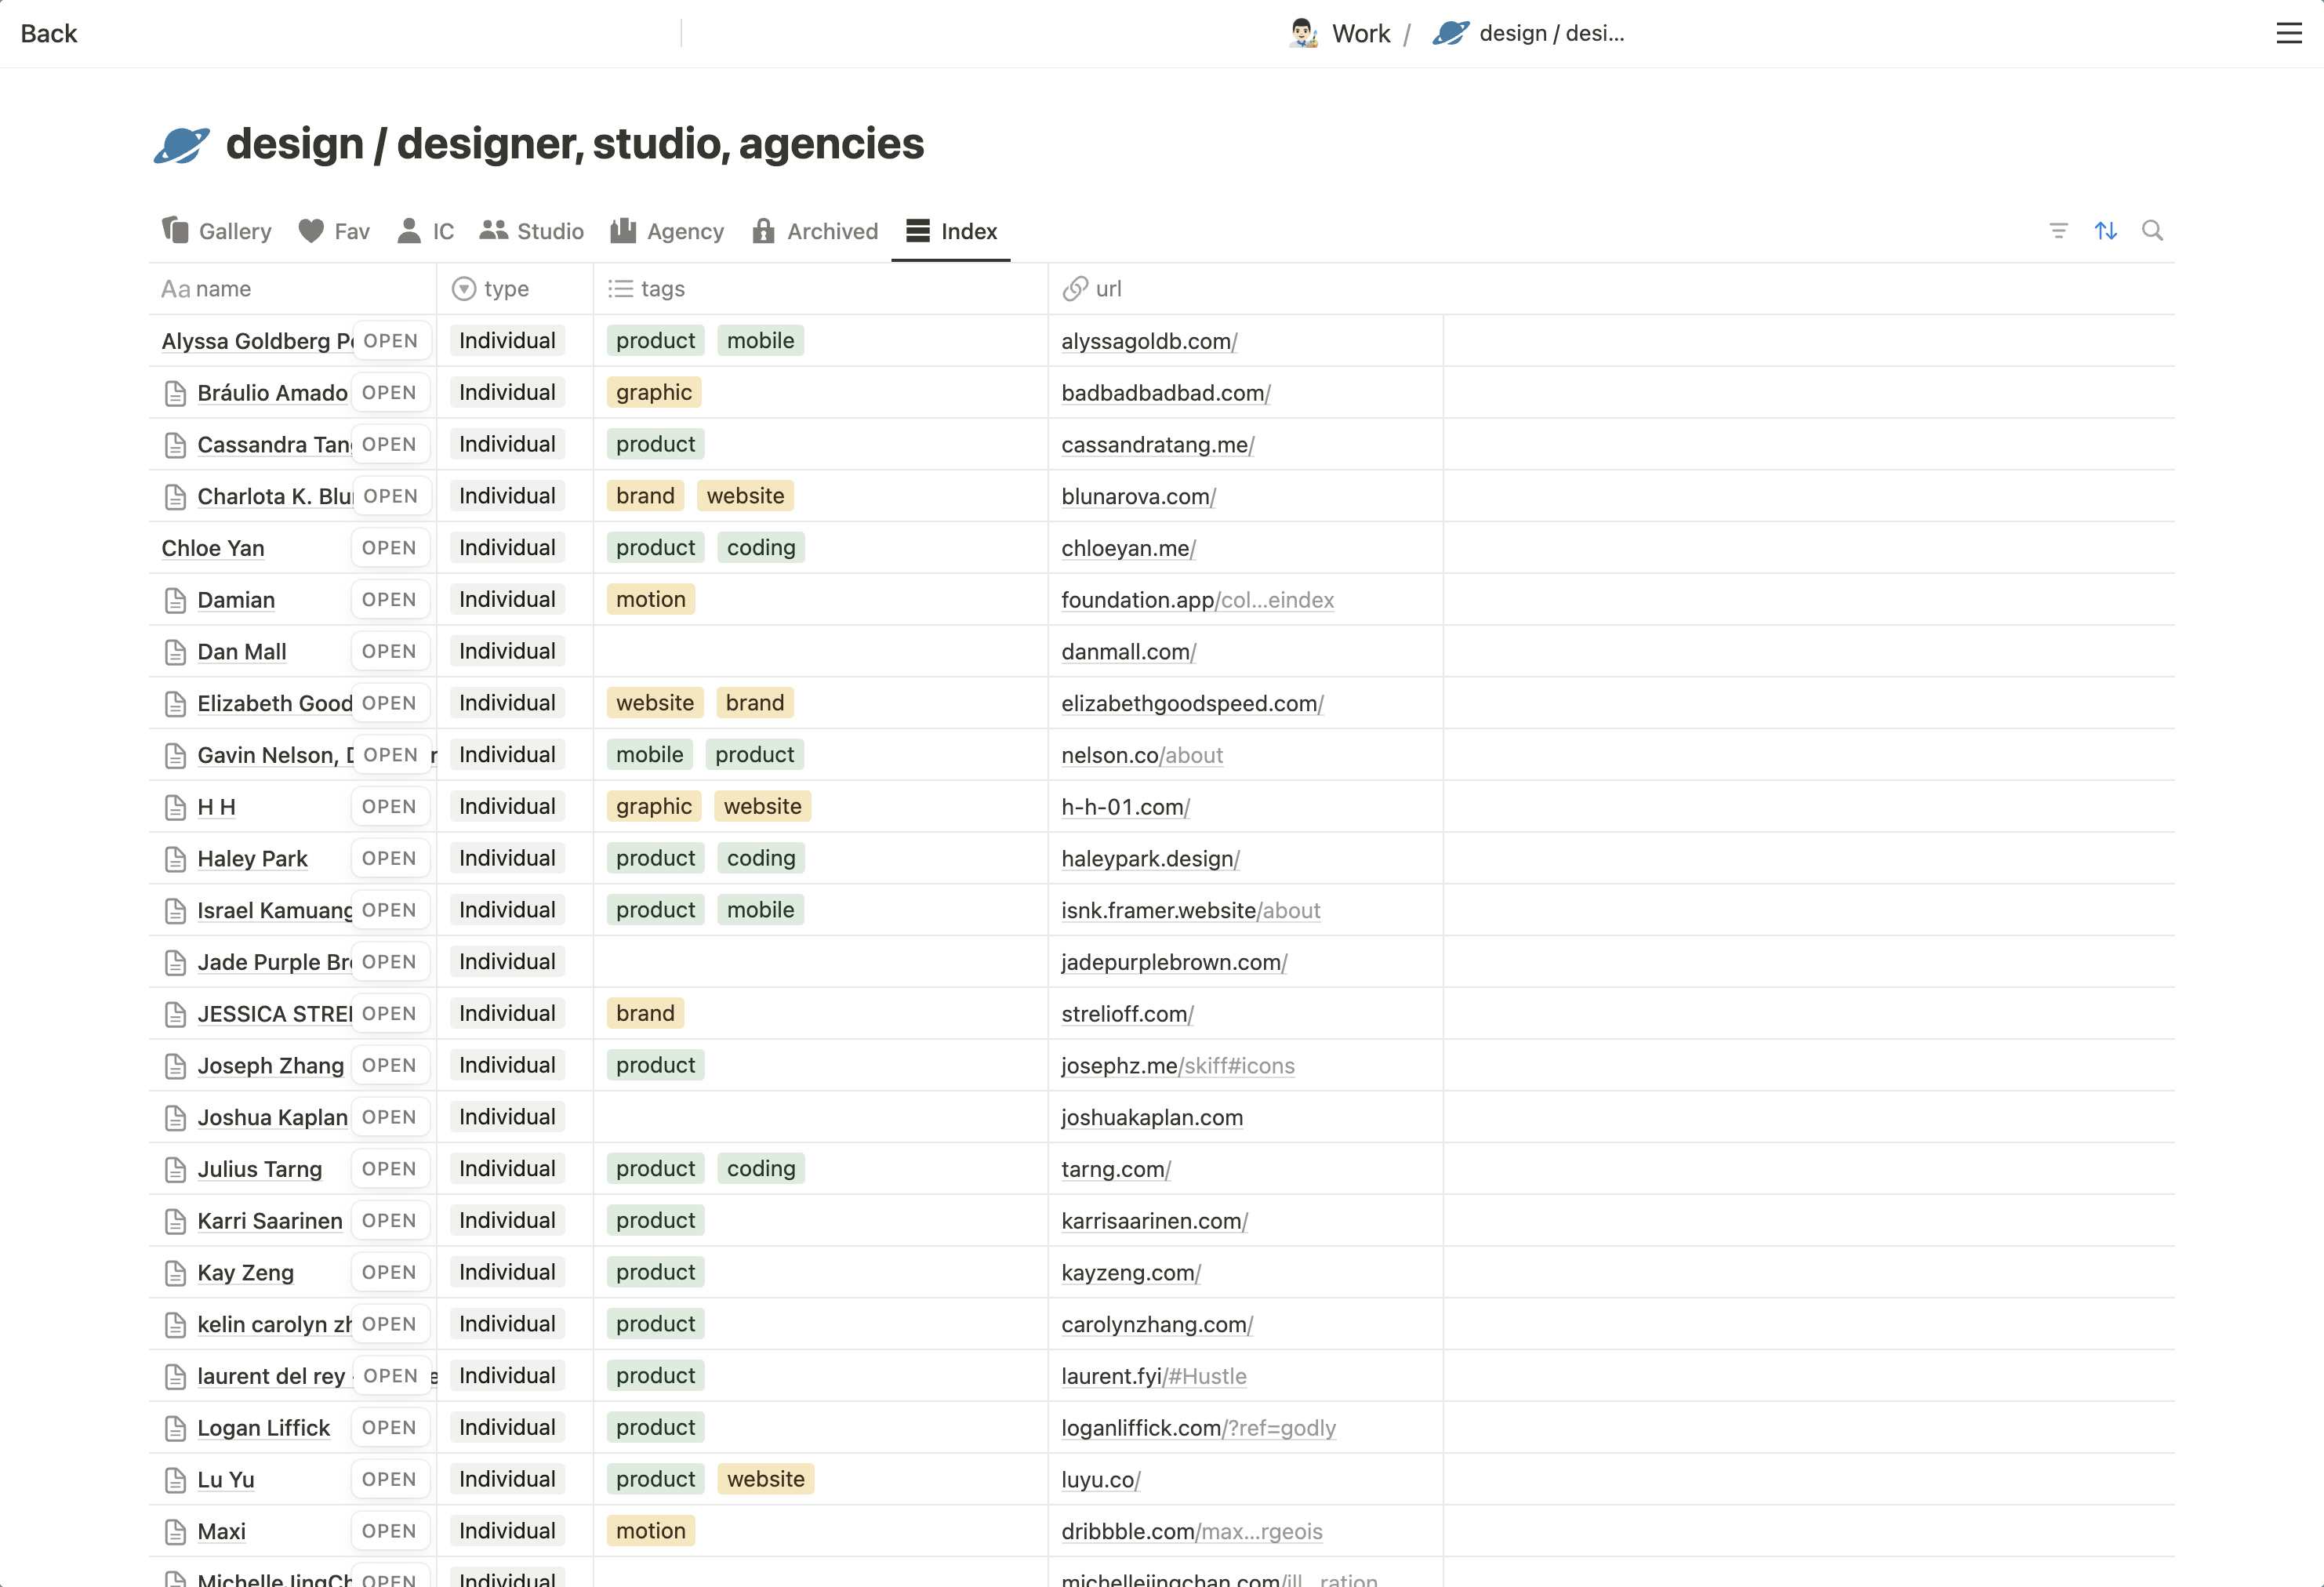 Back Work / design / desi...
design / designer, studio, agencies
Gallery Fav IC Studio Agency Archived Index
Aa name type tags url
Alyssa Goldberg OPEN Individual product mobile alyssagoldb.com/
Bráulio Amado OPEN Individual graphic badbadbadbad.com/
Cassandra Tang OPEN Individual product cassandratang.me/
Charlota K. OPEN Individual brand website blunarova.com/
Chloe Yan OPEN Individual product coding chloeyan.me/
Damian OPEN Individual motion foundation.app/col...eindex
Dan Mall OPEN Individual danmall.com/
Elizabeth Good OPEN Individual website brand elizabethgoodspeed.com/
Gavin Nelson, OPEN Individual mobile product nelson.co/about
H H OPEN Individual graphic website h-h-01.com/
Haley Park OPEN Individual product coding haleypark.design/
Israel Kamuang OPEN Individual product mobile isnk.framer.website/about
Jade Purple OPEN Individual jadepurplebrown.com/
JESSICA OPEN Individual brand strelioff.com/
Joseph Zhang OPEN Individual product josephz.me/skiff#icons
Joshua Kaplan OPEN Individual joshuakaplan.com
Julius Tarng OPEN Individual product coding tarng.com/
Karri Saarinen OPEN Individual product karrisaarinen.com/
Kay Zeng OPEN Individual product kayzeng.com/
kelin carolyn OPEN Individual product carolynzhang.com/
laurent del rey OPEN Individual product laurent.fyi/#Hustle
Logan Liffick OPEN Individual product loganliffick.com/?ref=godly
Lu Yu OPEN Individual product website luyu.co/
Maxi OPEN Individual motion dribbble.com/max...rgeois
OPEN Individual michellejingchan.com/ill...ration